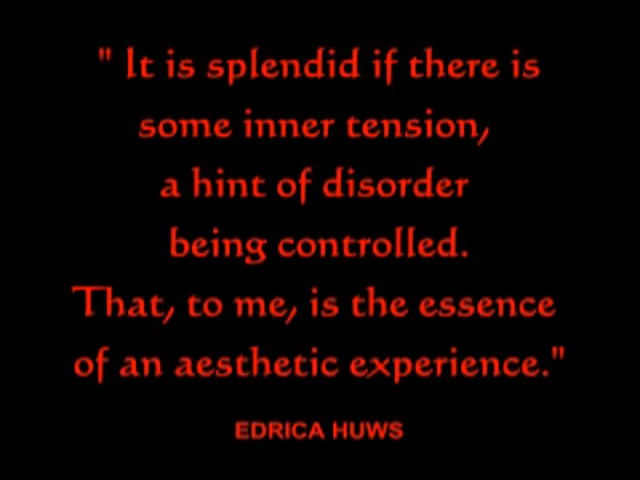 " It is splendid if there is
some inner tension,
a hint of disorder
being controlled.
That, to me, is the essence
of an aesthetic experience."
EDRICA HUWS